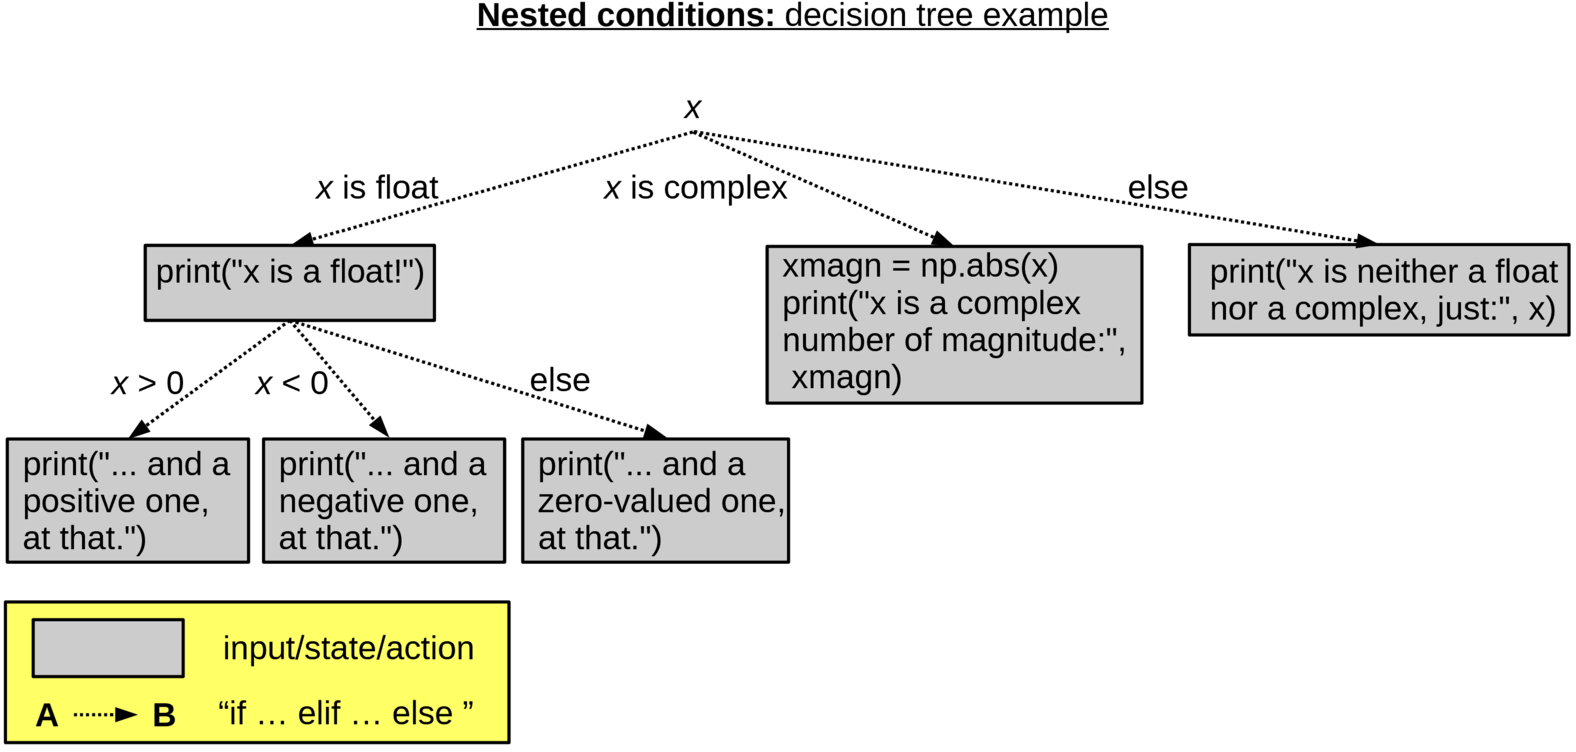 Nested conditions: decision tree example
x
x is float
x is complex
else
print("x is a float!")
xmagn = np.abs(x)
print("x is a complex
number of magnitude:",
xmagn)
print("x is neither a float
nor a complex, just:", x)
x > 0
x < 0
else
print("... and a
positive one,
at that.")
print("... and a
negative one,
at that.")
print("... and a
zero-valued one,
at that.")
input/state/action
A B “if … elif … else ”